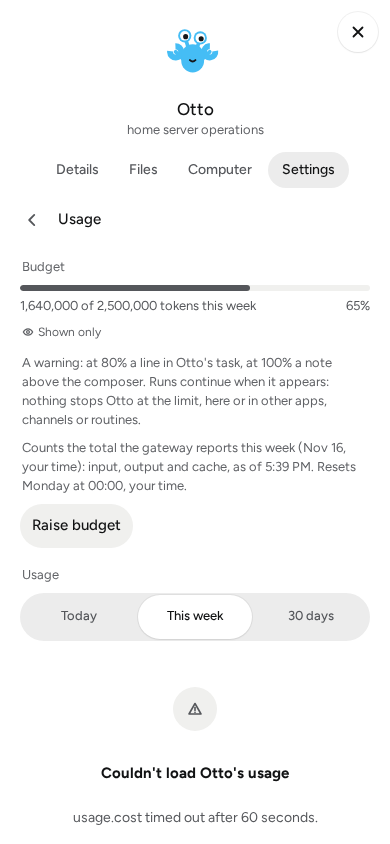 Otto
home server operations
Details Files Computer Settings
Usage
Budget
1,640,000 of 2,500,000 tokens this week 65%
Shown only
A warning: at 80% a line in Otto's task, at 100% a note
above the composer. Runs continue when it appears:
nothing stops Otto at the limit, here or in other apps,
channels or routines.
Counts the total the gateway reports this week (Nov 16,
your time): input, output and cache, as of 5:39 PM. Resets
Monday at 00:00, your time.
Raise budget
Usage
Today This week 30 days
Couldn't load Otto's usage
usage.cost timed out after 60 seconds.